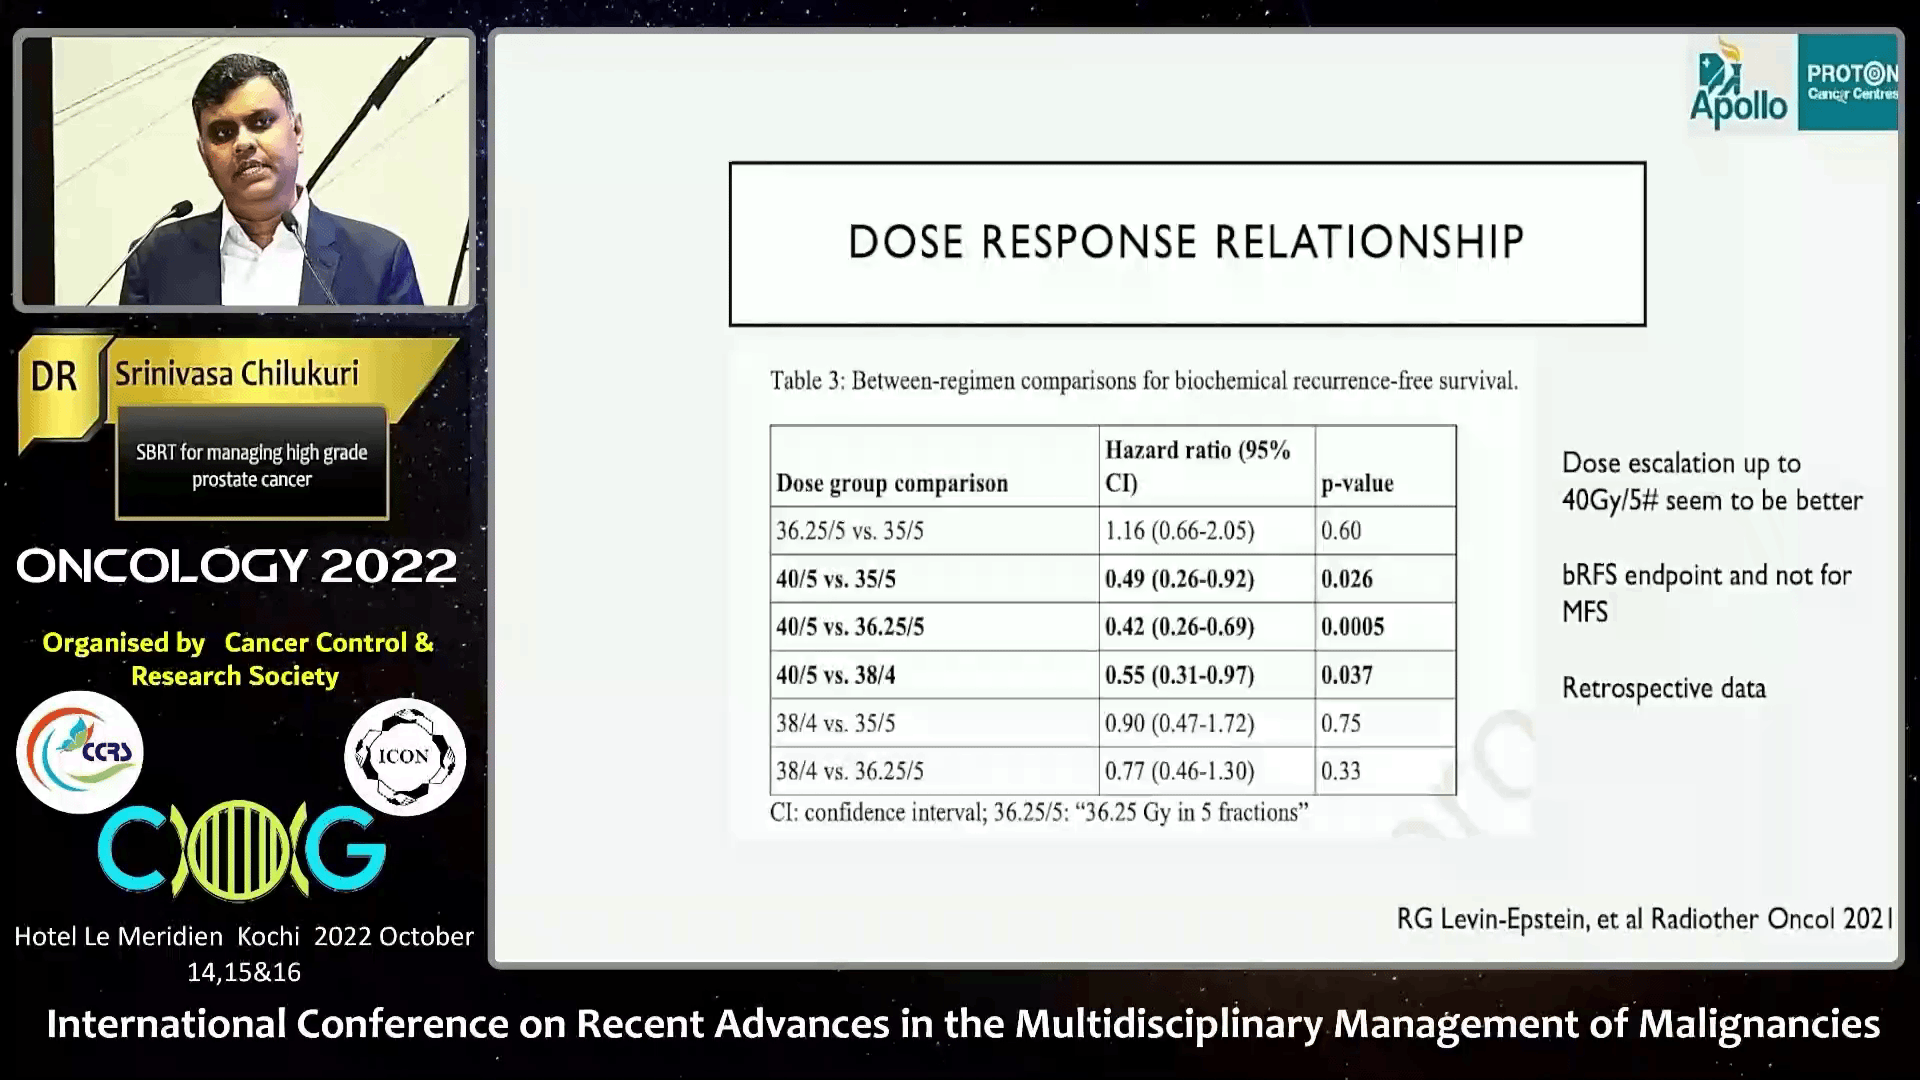 Apollo
PROTON
Cancer Centres
DOSE RESPONSE RELATIONSHIP
Table 3: Between-regimen comparisons for biochemical recurrence-free survival.
Dose group comparison Hazard ratio (95% CI) p-value
36.25/5 vs. 35/5 1.16 (0.66-2.05) 0.60
40/5 vs. 35/5 0.49 (0.26-0.92) 0.026
40/5 vs. 36.25/5 0.42 (0.26-0.69) 0.0005
40/5 vs. 38/4 0.55 (0.31-0.97) 0.037
38/4 vs. 35/5 0.90 (0.47-1.72) 0.75
38/4 vs. 36.25/5 0.77 (0.46-1.30) 0.33
CI: confidence interval; 36.25/5: “36.25 Gy in 5 fractions”
Dose escalation up to
40Gy/5# seem to be better
bRFS endpoint and not for
MFS
Retrospective data
RG Levin-Epstein, et al Radiother Oncol 2021
DR Srinivasa Chilukuri
SBRT for managing high grade
prostate cancer
ONCOLOGY 2022
Organised by Cancer Control &
Research Society
CCRS
ICON
Hotel Le Meridien Kochi 2022 October
14,15&16
International Conference on Recent Advances in the Multidisciplinary Management of Malignancies